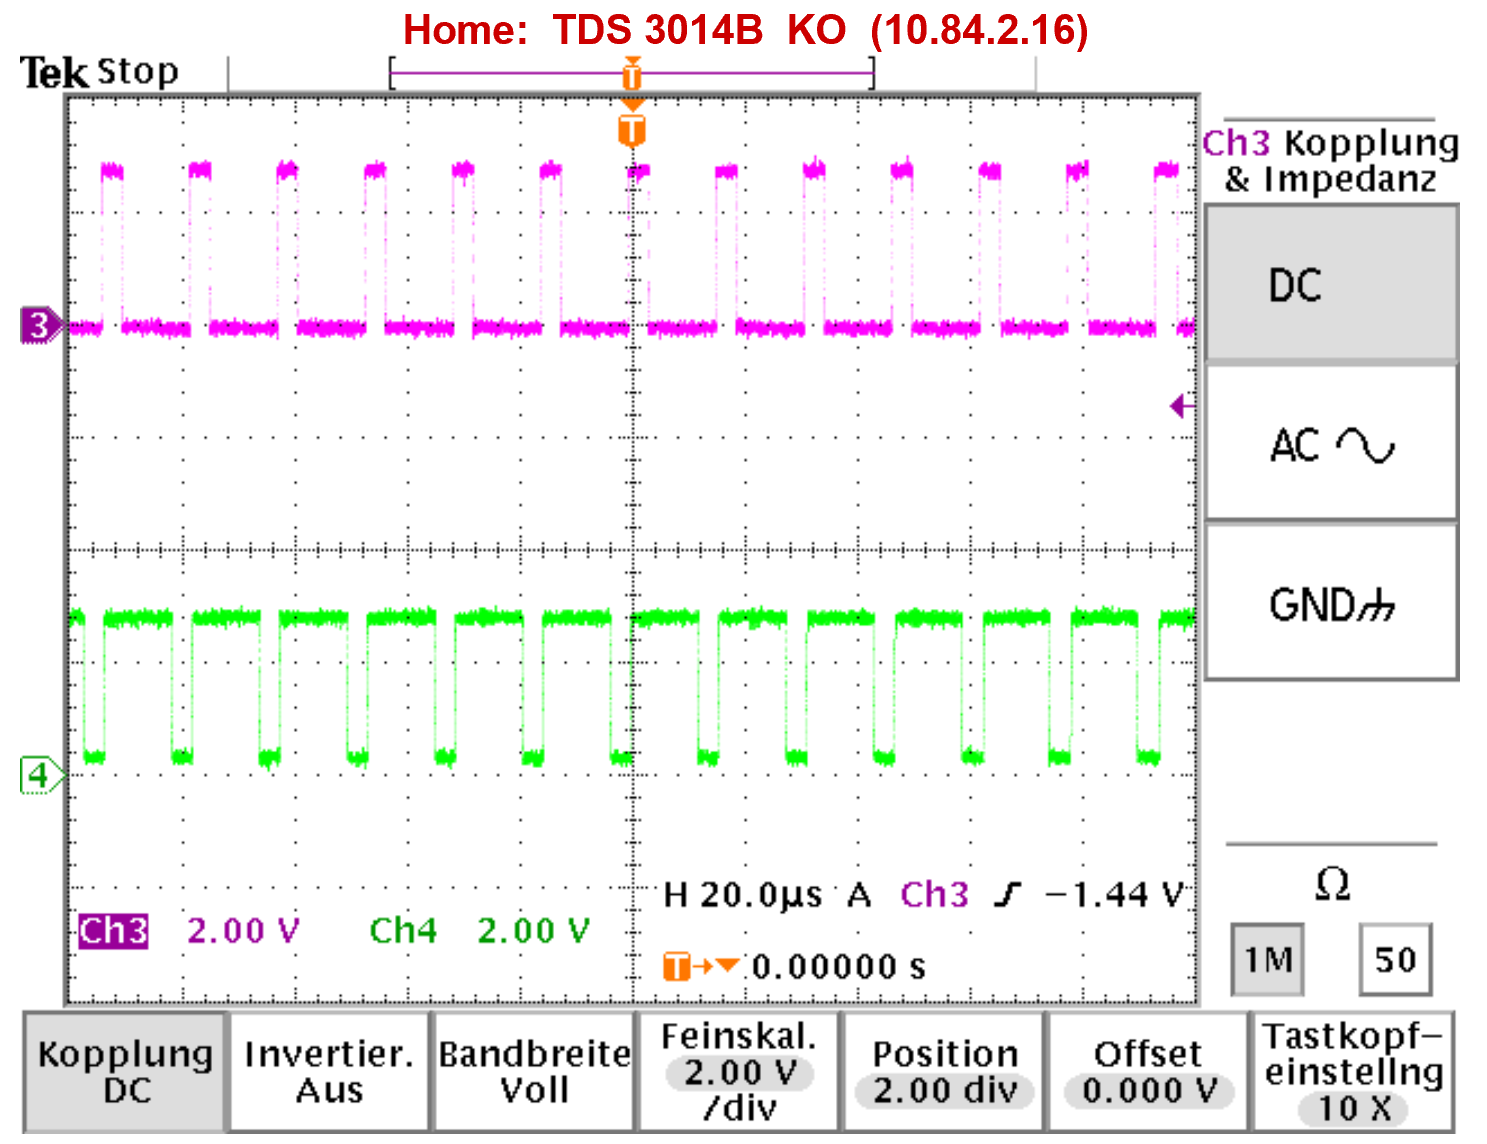 Home: TDS 3014B KO (10.84.2.16)
Tek Stop
T
T
Ch3 Kopplung
& Impedanz
DC
3
AC
GND
4
H 20.0µs A Ch3 −1.44 V
Ch3 2.00 V Ch4 2.00 V
T 0.00000 s
Ω
1M 50
Kopplung
DC
Invertier.
Aus
Bandbreite
Voll
Feinskal.
2.00 V
/div
Position
2.00 div
Offset
0.000 V
Tastkopf−
einstellng
10 X